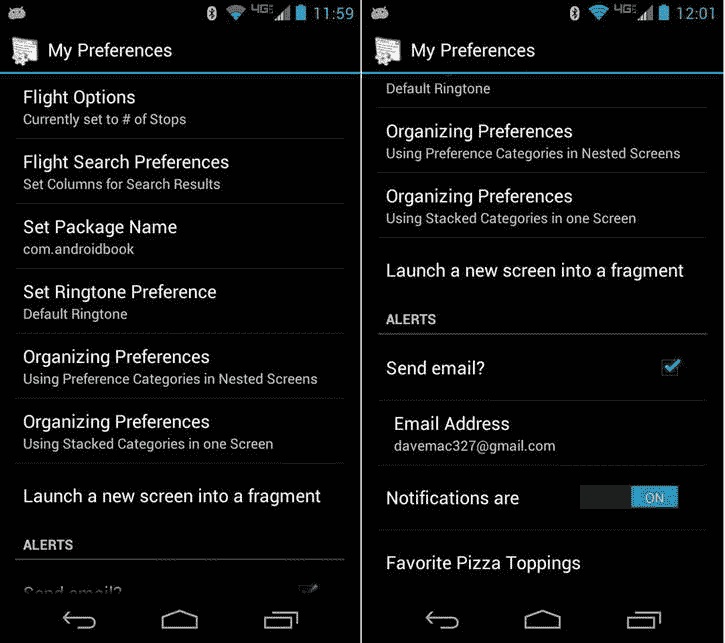 4G 11:59
My Preferences
Flight Options
Currently set to # of Stops
Flight Search Preferences
Set Columns for Search Results
Set Package Name
com.androidbook
Set Ringtone Preference
Default Ringtone
Organizing Preferences
Using Preference Categories in Nested Screens
Organizing Preferences
Using Stacked Categories in one Screen
Launch a new screen into a fragment
ALERTS
Send email?
4G 12:01
My Preferences
Default Ringtone
Organizing Preferences
Using Preference Categories in Nested Screens
Organizing Preferences
Using Stacked Categories in one Screen
Launch a new screen into a fragment
ALERTS
Send email?
Email Address
davemac327@gmail.com
Notifications are ON
Favorite Pizza Toppings